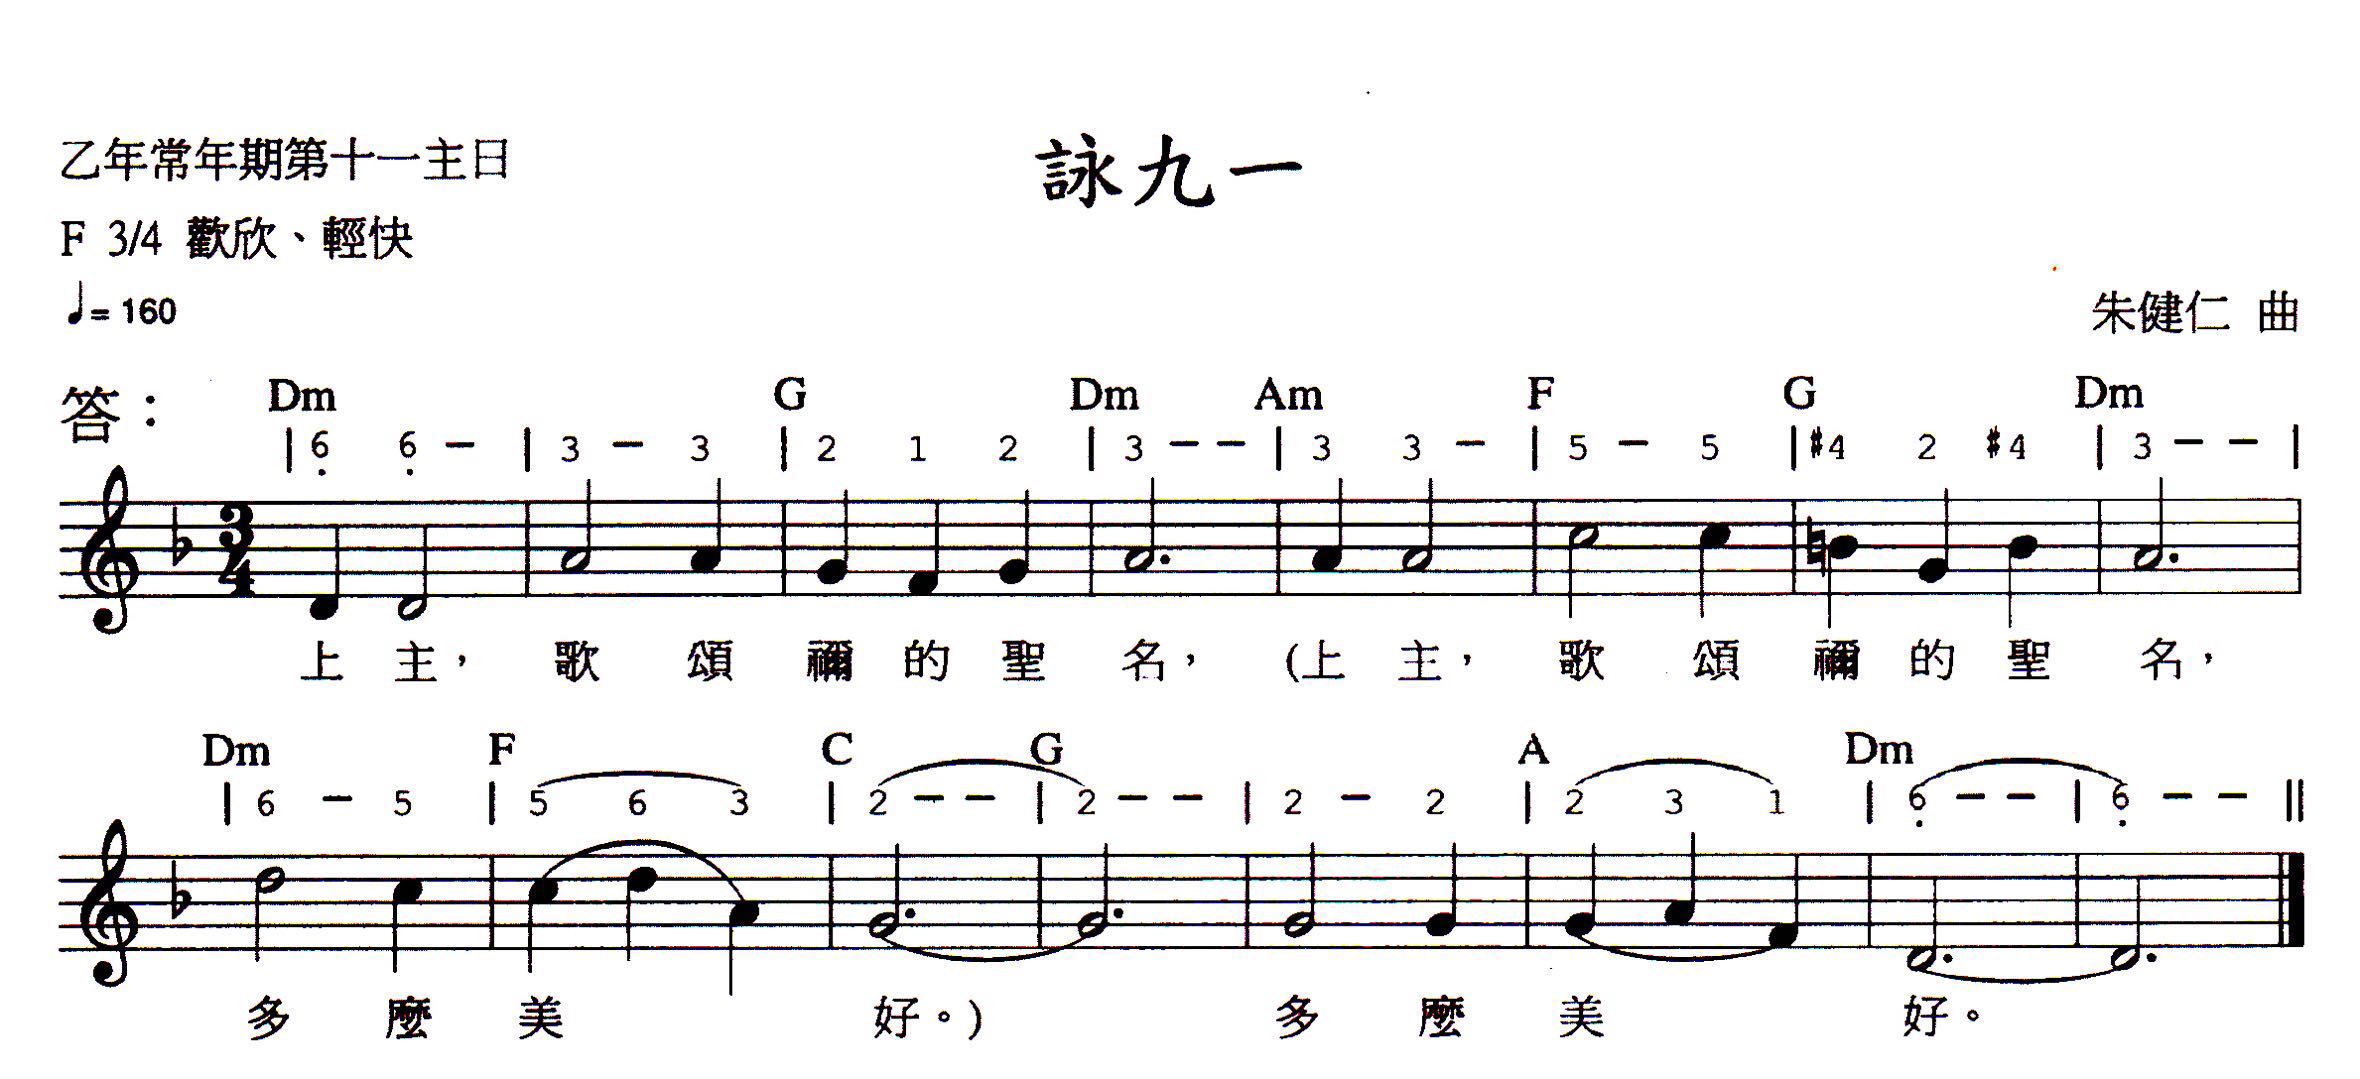 乙年常年期第十一主日
詠九一
F 3/4 歡欣、輕快
♩= 160
朱健仁 曲
答：
Dm G Dm Am F G Dm
| 6̣ 6̣ – | 3 – 3 | 2 1 2 | 3 – – | 3 3 – | 5 – 5 | #4 2 #4 | 3 – – |
3/4
上 主， 歌 頌 禰 的 聖 名， (上 主， 歌 頌 禰 的 聖 名，
Dm F C G A Dm
| 6 – 5 | 5 6 3 | 2 – – | 2 – – | 2 – 2 | 2 3 1 | 6̣ – – | 6̣ – – ||
多 麼 美 好。) 多 麼 美 好。